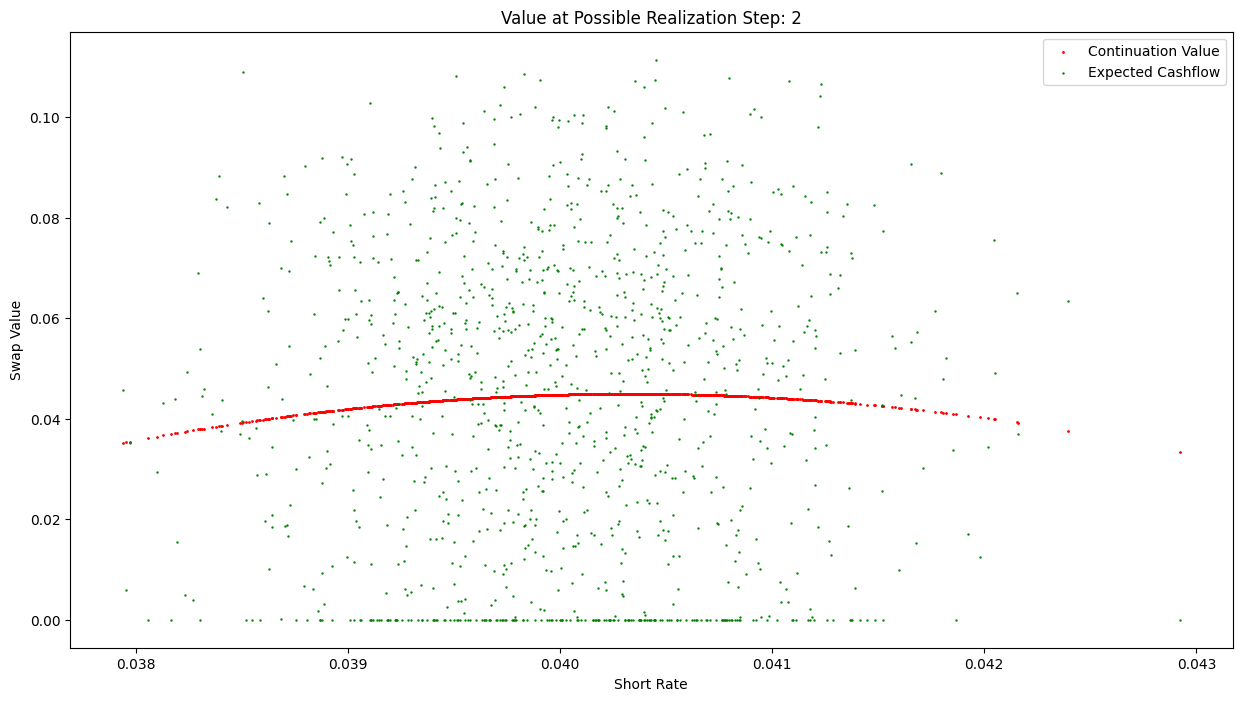 Value at Possible Realization Step: 2
Continuation Value
Expected Cashflow
Swap Value
0.10
0.08
0.06
0.04
0.02
0.00
0.038 0.039 0.040 0.041 0.042 0.043
Short Rate